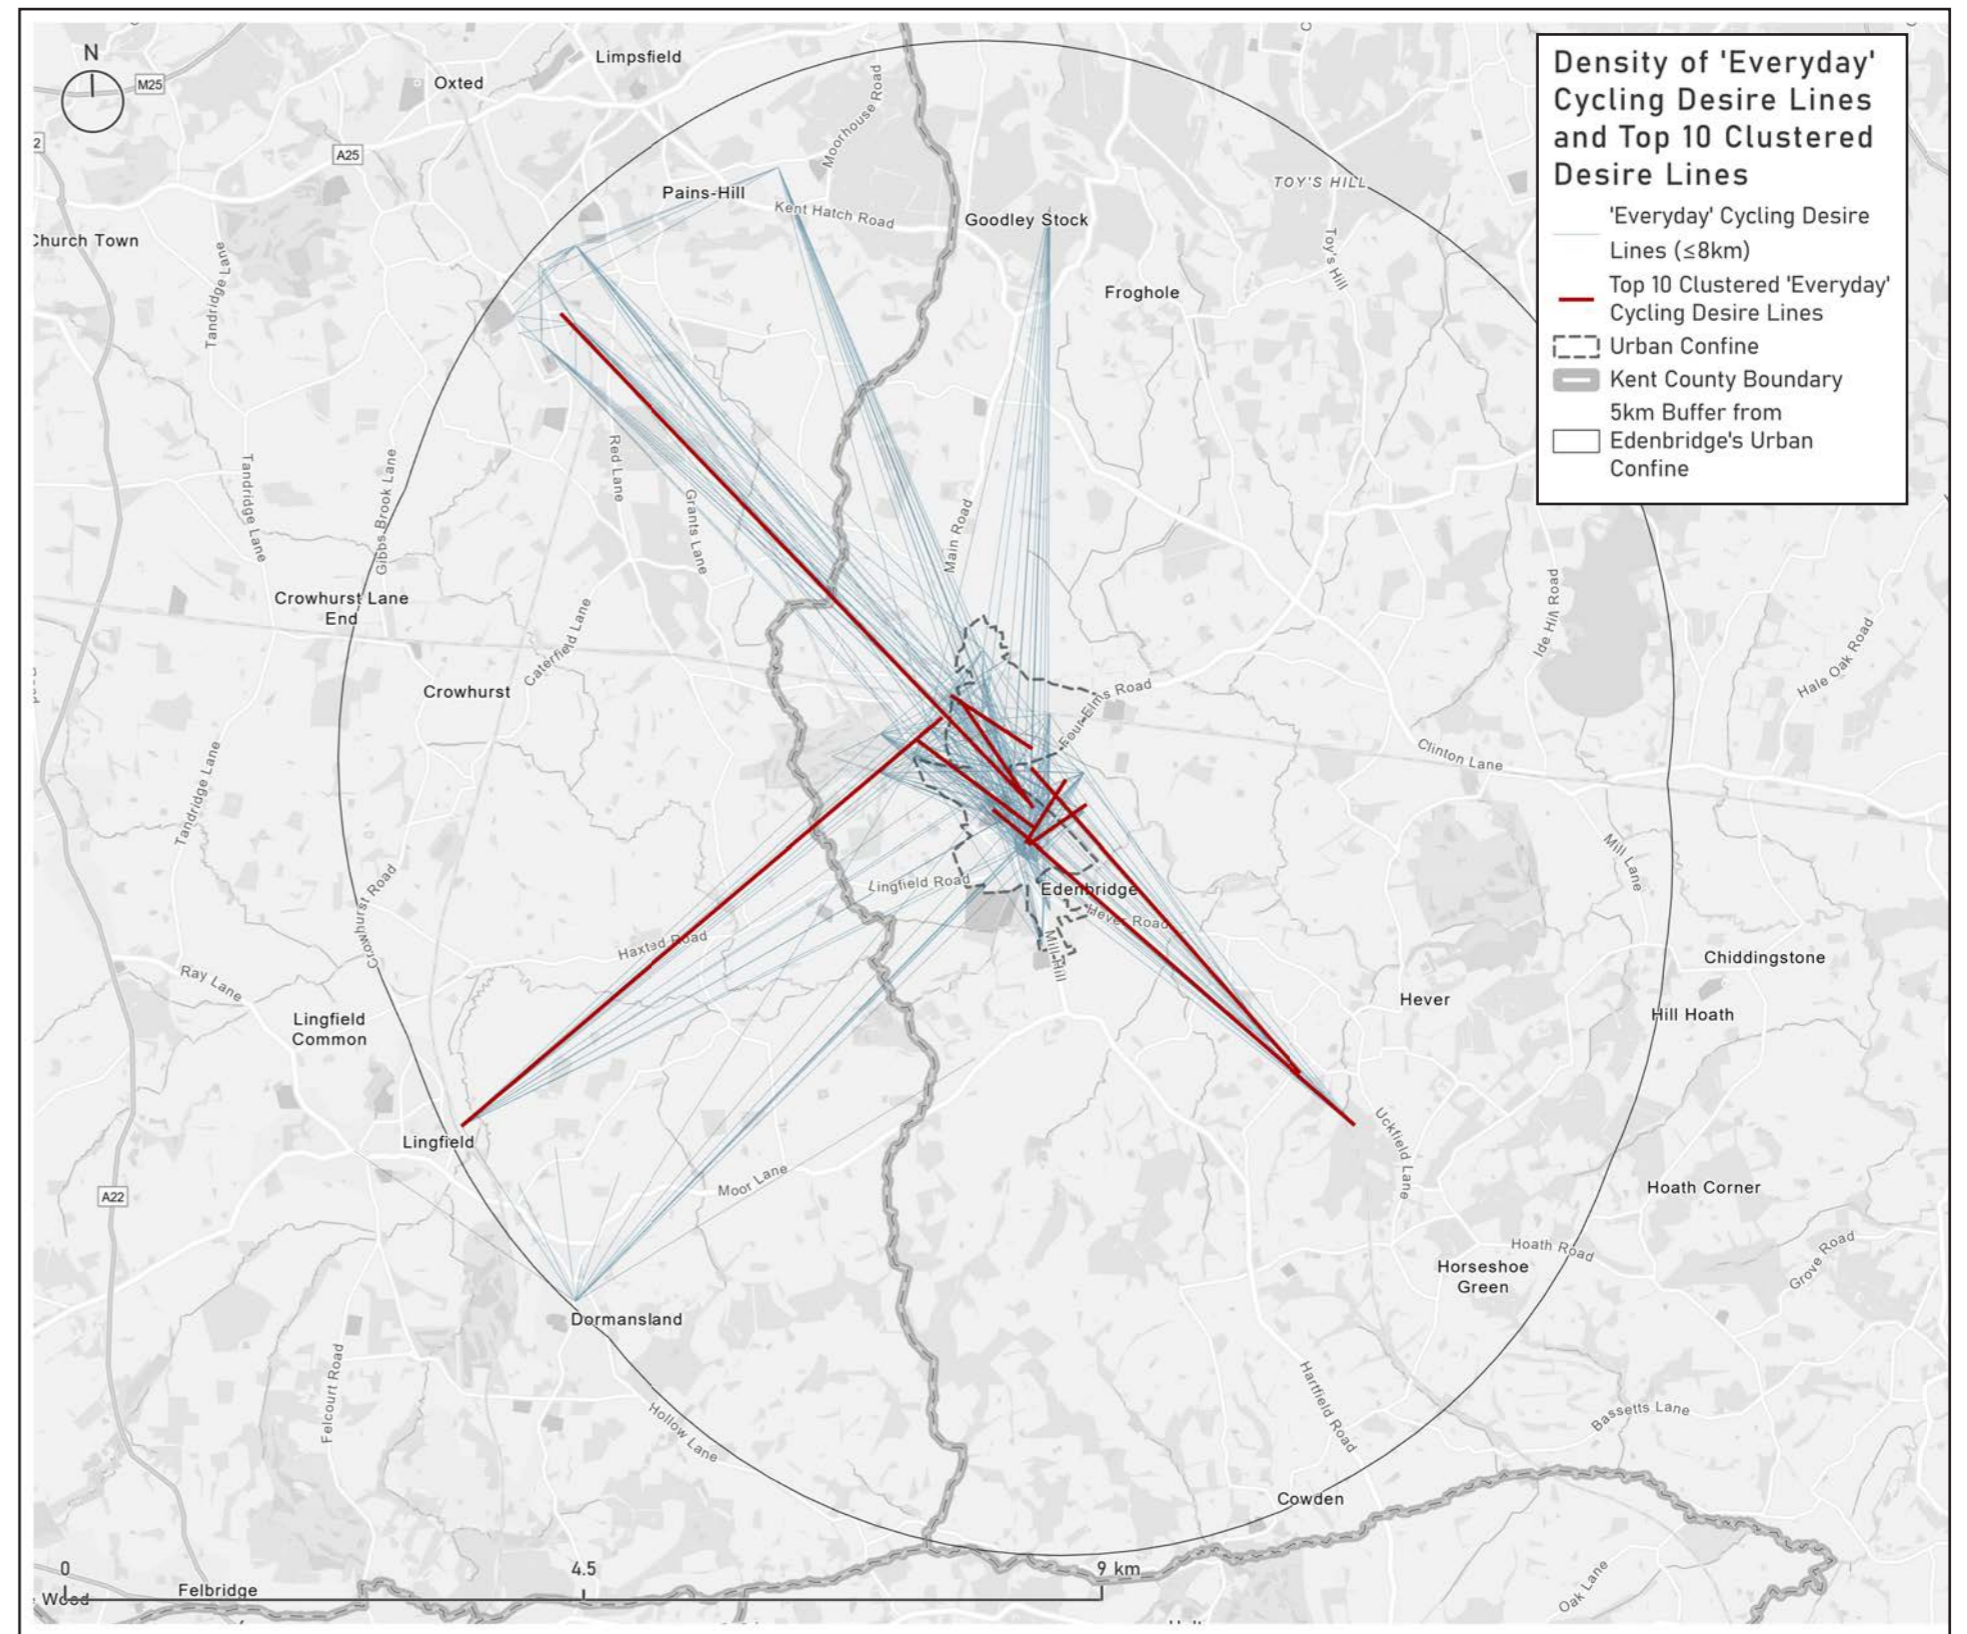 N
M25
Oxted
Limpsfield
Moorhouse Road
A25
Pains-Hill
Kent Hatch Road
Goodley Stock
TOY'S HILL
Toy's Hill
Froghole
Church Town
Tandridge Lane
2
Density of 'Everyday'
Cycling Desire Lines
and Top 10 Clustered
Desire Lines
'Everyday' Cycling Desire
Lines (≤8km)
Top 10 Clustered 'Everyday'
Cycling Desire Lines
Urban Confine
Kent County Boundary
5km Buffer from
Edenbridge's Urban
Confine
Tandridge Lane
Gibbs Brook Lane
Red Lane
Grants Lane
Main Road
Crowhurst Lane
End
Caterfield Lane
Crowhurst
Ide Hill Road
Hale Oak Road
Four Elms Road
Clinton Lane
Tandridge Lane
Mill Lane
Crowhurst Road
Lingfield Road
Edenbridge
Hever Road
Haxted Road
Mill Hill
Ray Lane
Lingfield
Common
Hever
Chiddingstone
Hill Hoath
Lingfield
Uckfield Lane
Moor Lane
A22
Hoath Corner
Hoath Road
Grove Road
Horseshoe
Green
Dormansland
Felcourt Road
Hollow Lane
Hartfield Road
Bassetts Lane
Cowden
0
4.5
9 km
Felbridge
Wood
Oak Lane